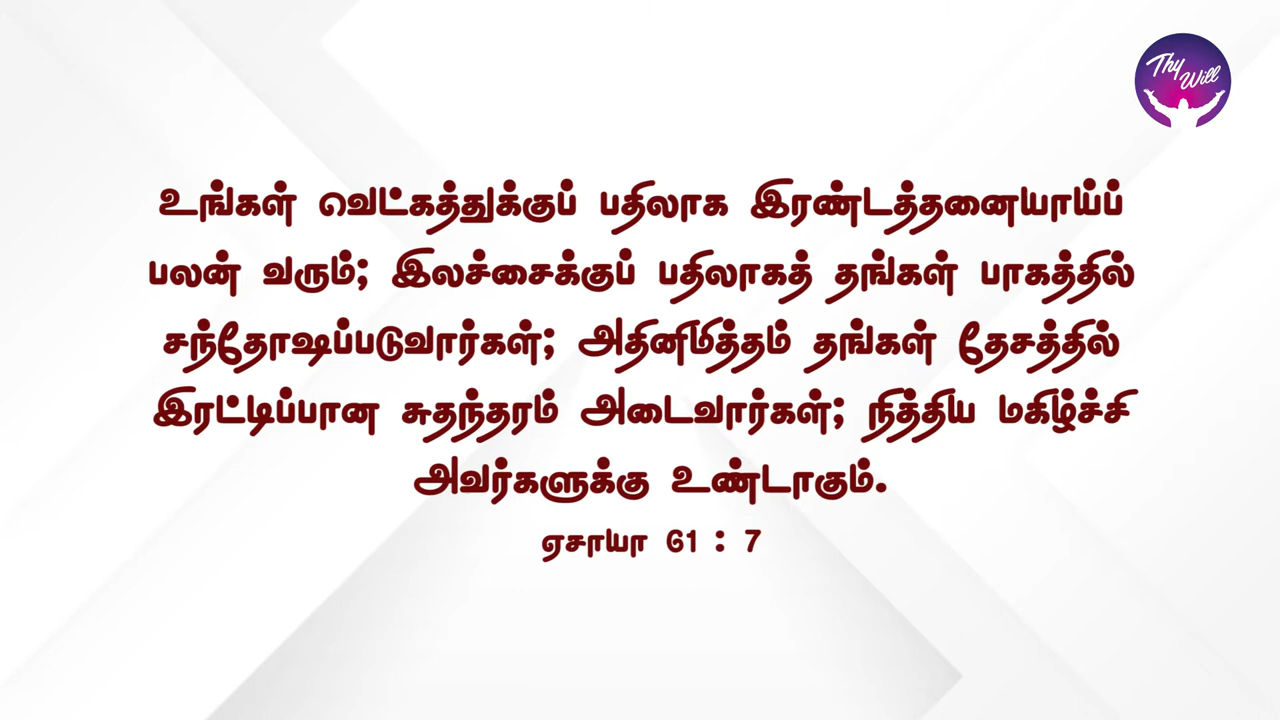 Thy Will
உங்கள் வெட்கத்துக்குப் பதிலாக இரண்டத்தனையாய்ப்
பலன் வரும்; இலச்சைக்குப் பதிலாகத் தங்கள் பாகத்தில்
சந்தோஷப்படுவார்கள்; அதினிமித்தம் தங்கள் தேசத்தில்
இரட்டிப்பான சுதந்தரம் அடைவார்கள்; நித்திய மகிழ்ச்சி
அவர்களுக்கு உண்டாகும்.
ஏசாயா 61 : 7